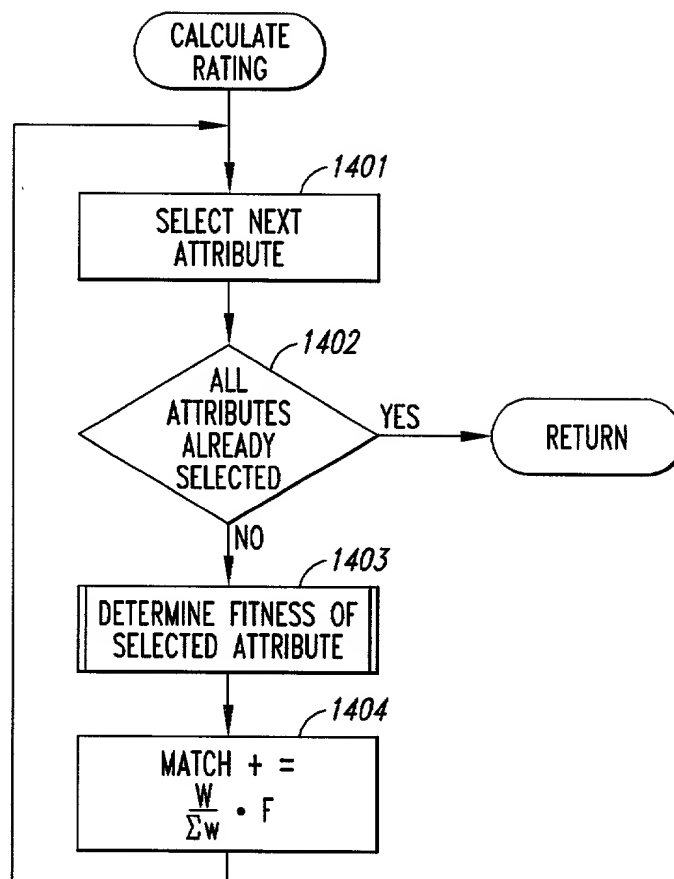 CALCULATE
RATING
1401
SELECT NEXT
ATTRIBUTE
1402
ALL
ATTRIBUTES
ALREADY
SELECTED
YES
RETURN
NO
1403
DETERMINE FITNESS OF
SELECTED ATTRIBUTE
1404
MATCH + =
W
Σw • F